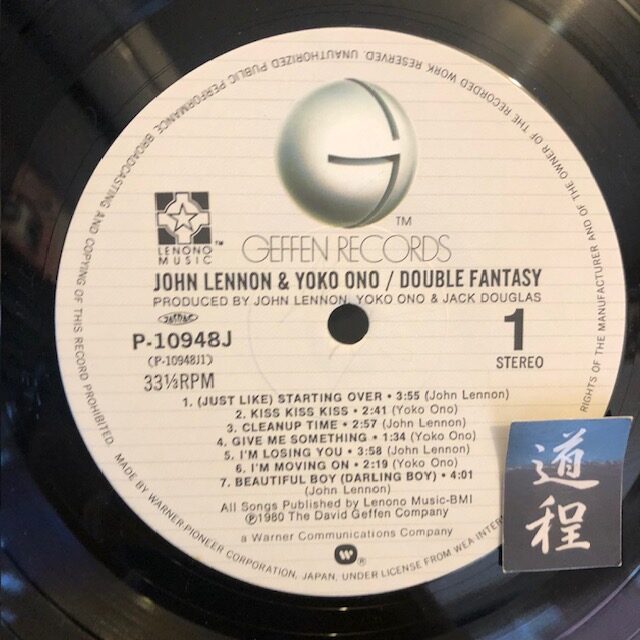 ALL RIGHTS OF THE MANUFACTURER AND OF THE OWNER OF THE RECORDED WORK RESERVED. UNAUTHORIZED PUBLIC PERFORMANCE, BROADCASTING AND COPYING OF THIS RECORD PROHIBITED.
G
TM
LENONO
MUSIC
TM
GEFFEN RECORDS
JOHN LENNON & YOKO ONO / DOUBLE FANTASY
PRODUCED BY JOHN LENNON, YOKO ONO & JACK DOUGLAS
JASRAC
P-10948J
(P-10948J1)
33⅓RPM
1
STEREO
1. (JUST LIKE) STARTING OVER • 3:55 (John Lennon)
2. KISS KISS KISS • 2:41 (Yoko Ono)
3. CLEANUP TIME • 2:57 (John Lennon)
4. GIVE ME SOMETHING • 1:34 (Yoko Ono)
5. I'M LOSING YOU • 3:58 (John Lennon)
6. I'M MOVING ON • 2:19 (Yoko Ono)
7. BEAUTIFUL BOY (DARLING BOY) • 4:01
(John Lennon)
All Songs Published by Lenono Music-BMI
℗1980 The David Geffen Company
a Warner Communications Company
W
MADE BY WARNER-PIONEER CORPORATION, JAPAN, UNDER LICENSE FROM WEA
道程